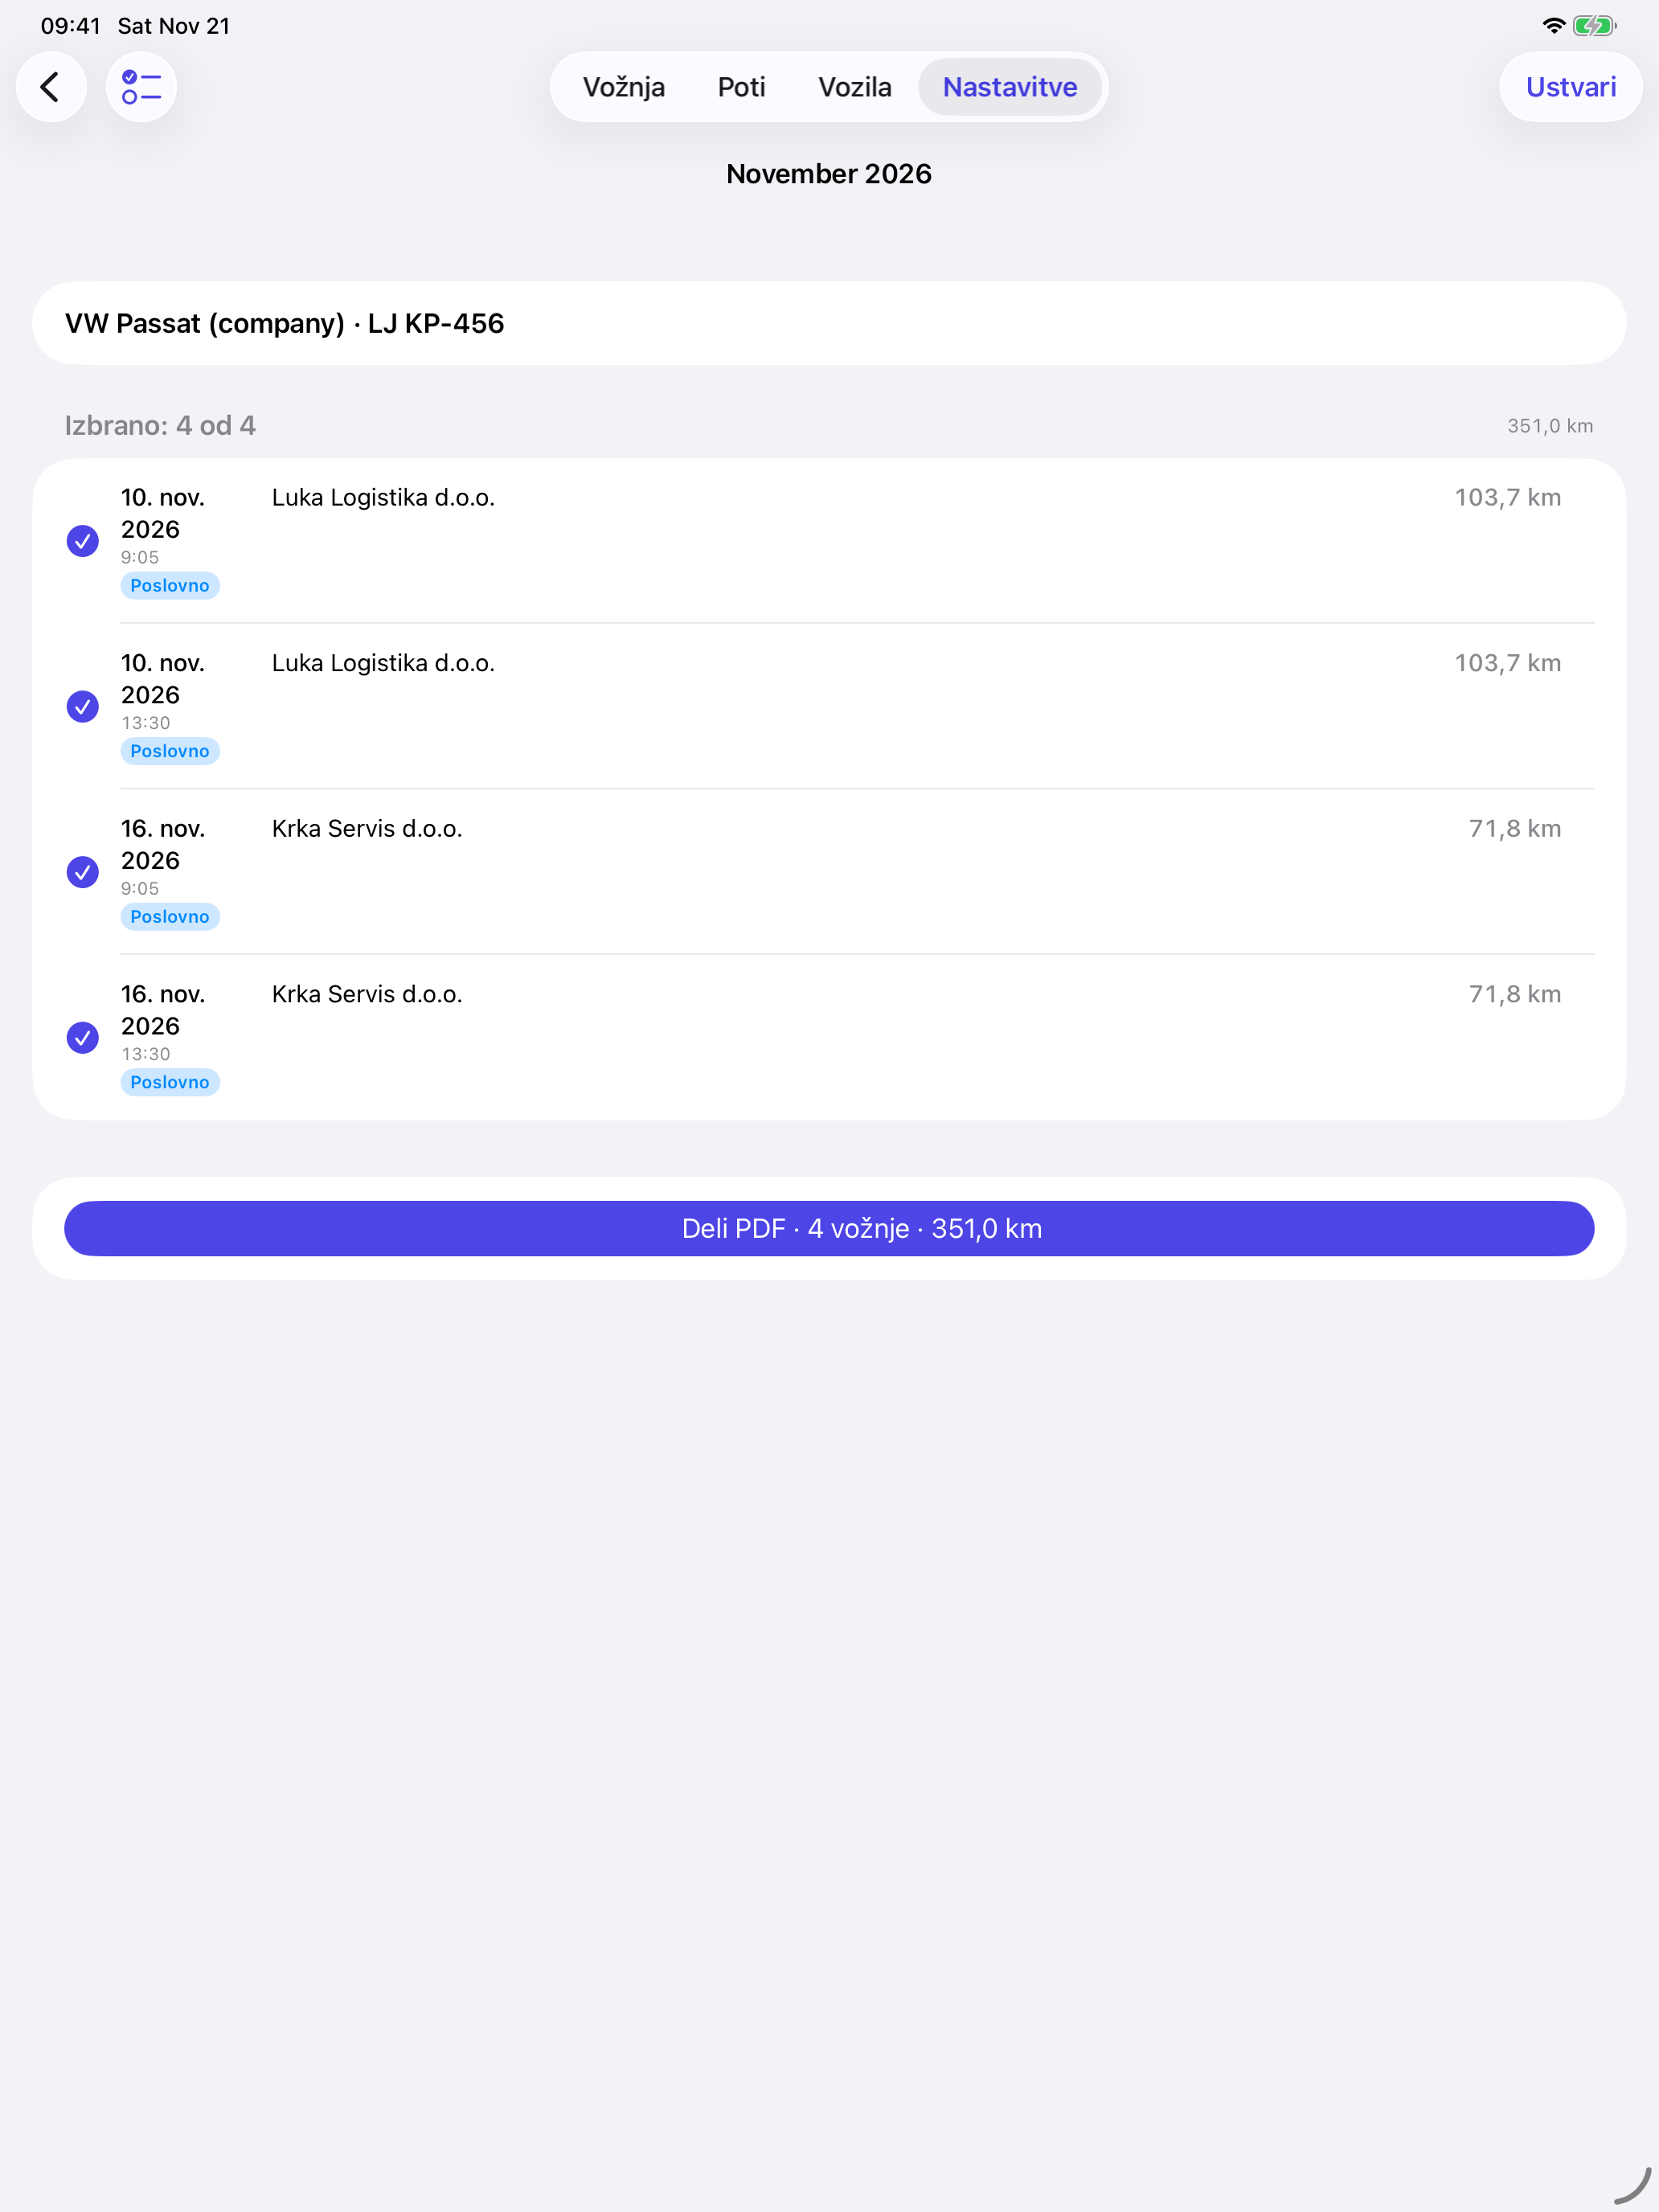 09:41 Sat Nov 21
Vožnja Poti Vozila Nastavitve
Ustvari
November 2026
VW Passat (company) · LJ KP-456
Izbrano: 4 od 4
351,0 km
10. nov. 2026
9:05
Poslovno
Luka Logistika d.o.o.
103,7 km
10. nov. 2026
13:30
Poslovno
Luka Logistika d.o.o.
103,7 km
16. nov. 2026
9:05
Poslovno
Krka Servis d.o.o.
71,8 km
16. nov. 2026
13:30
Poslovno
Krka Servis d.o.o.
71,8 km
Deli PDF · 4 vožnje · 351,0 km